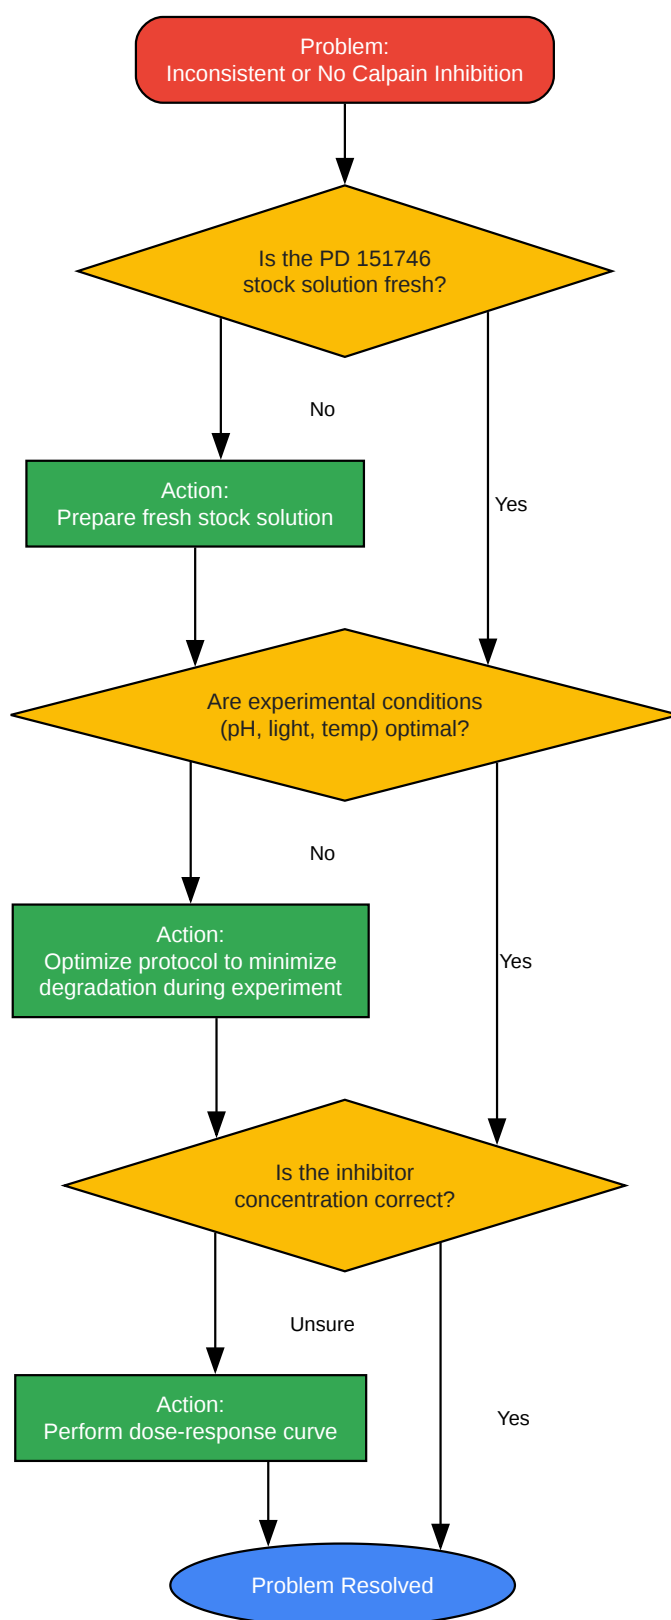 Problem:
Inconsistent or No Calpain Inhibition
Is the PD 151746
stock solution fresh?
No
Action:
Prepare fresh stock solution
Yes
Are experimental conditions
(pH, light, temp) optimal?
No
Action:
Optimize protocol to minimize
degradation during experiment
Yes
Is the inhibitor
concentration correct?
Unsure
Action:
Perform dose-response curve
Yes
Problem Resolved